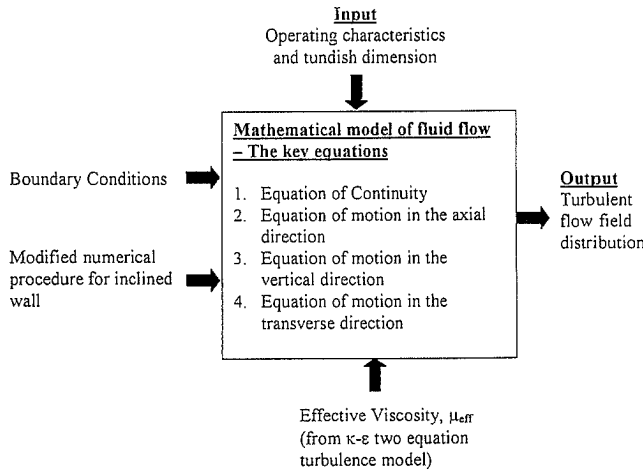 Input
Operating characteristics
and tundish dimension
Mathematical model of fluid flow
– The key equations
Boundary Conditions
1. Equation of Continuity
2. Equation of motion in the axial
direction
3. Equation of motion in the
vertical direction
4. Equation of motion in the
transverse direction
Modified numerical
procedure for inclined
wall
Output
Turbulent
flow field
distribution
Effective Viscosity, μeff
(from κ-ε two equation
turbulence model)